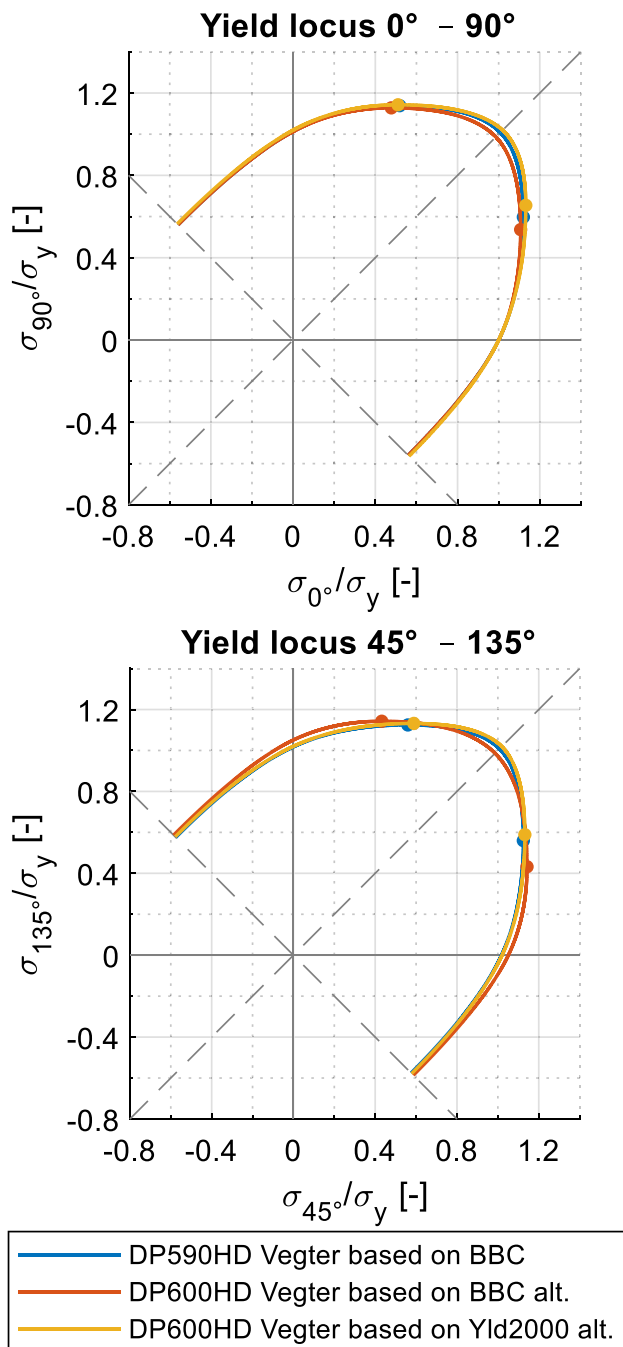 Yield locus 0° – 90°
1.2
0.8
0.4
0
-0.4
-0.8
σ90°/σy [-]
-0.8 -0.4 0 0.4 0.8 1.2
σ0°/σy [-]
Yield locus 45° – 135°
1.2
0.8
0.4
0
-0.4
-0.8
σ135°/σy [-]
-0.8 -0.4 0 0.4 0.8 1.2
σ45°/σy [-]
DP590HD Vegter based on BBC
DP600HD Vegter based on BBC alt.
DP600HD Vegter based on Yld2000 alt.